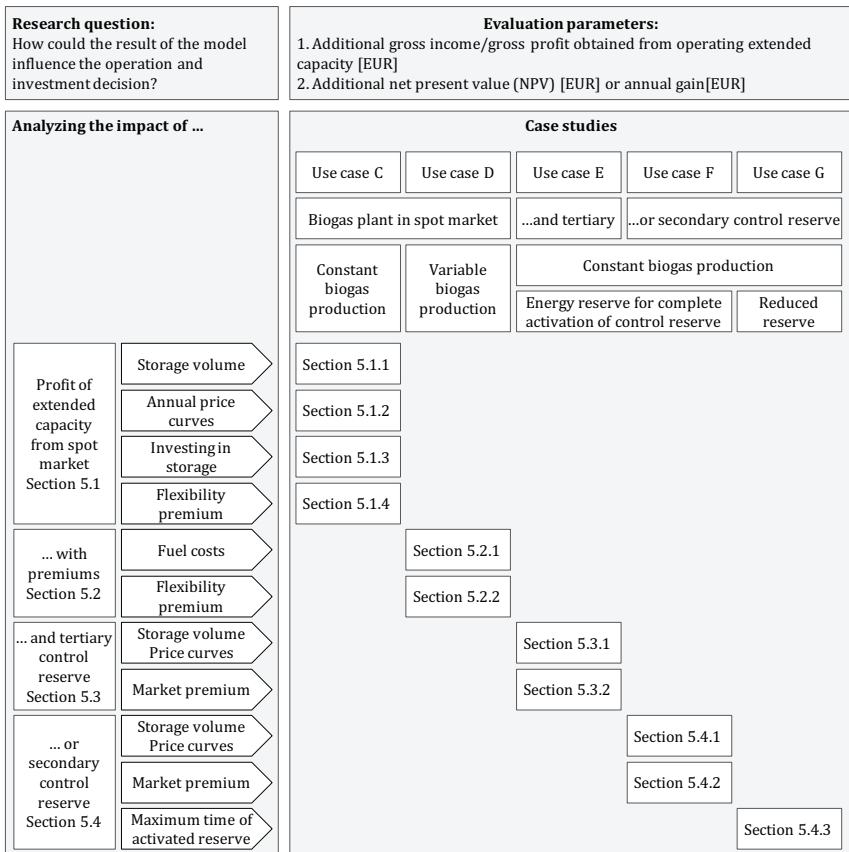 Research question:
How could the result of the model
influence the operation and
investment decision?
Evaluation parameters:
1. Additional gross income/gross profit obtained from operating extended
capacity [EUR]
2. Additional net present value (NPV) [EUR] or annual gain[EUR]
Analyzing the impact of ...
Case studies
Use case C
Use case D
Use case E
Use case F
Use case G
Biogas plant in spot market
...and tertiary
...or secondary control reserve
Constant
biogas
production
Variable
biogas
production
Constant biogas production
Energy reserve for complete
activation of control reserve
Reduced
reserve
Profit of
extended
capacity
from spot
market
Section 5.1
Storage volume
Section 5.1.1
Annual price
curves
Section 5.1.2
Investing in
storage
Section 5.1.3
Flexibility
premium
Section 5.1.4
... with
premiums
Section 5.2
Fuel costs
Section 5.2.1
Flexibility
premium
Section 5.2.2
... and tertiary
control
reserve
Section 5.3
Storage volume
Price curves
Section 5.3.1
Market premium
Section 5.3.2
... or
secondary
control
reserve
Section 5.4
Storage volume
Price curves
Section 5.4.1
Market premium
Section 5.4.2
Maximum time of
activated reserve
Section 5.4.3